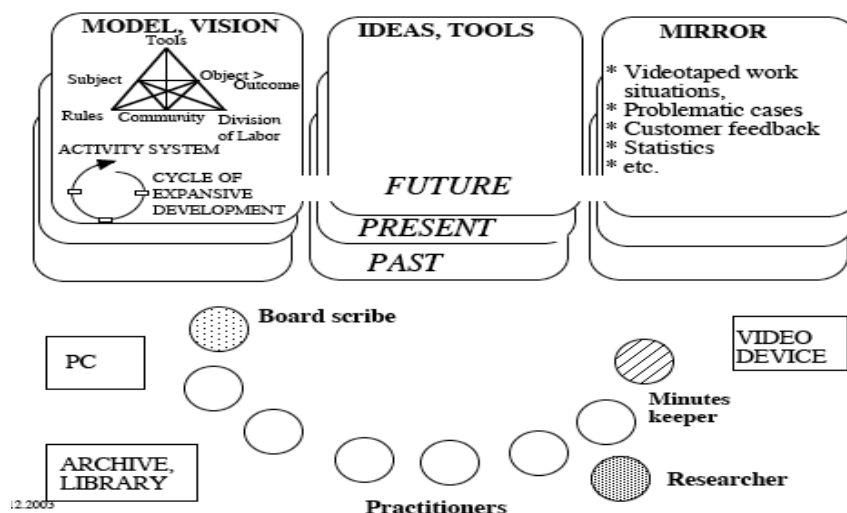 MODEL, VISION
Tools
Subject
Object >
Outcome
Rules
Community
Division
of Labor
ACTIVITY SYSTEM
CYCLE OF
EXPANSIVE
DEVELOPMENT
IDEAS, TOOLS
FUTURE
PRESENT
PAST
MIRROR
* Videotaped work
situations,
* Problematic cases
* Customer feedback
* Statistics
* etc.
Board scribe
PC
VIDEO
DEVICE
Minutes
keeper
ARCHIVE,
LIBRARY
Researcher
Practitioners
12.2003